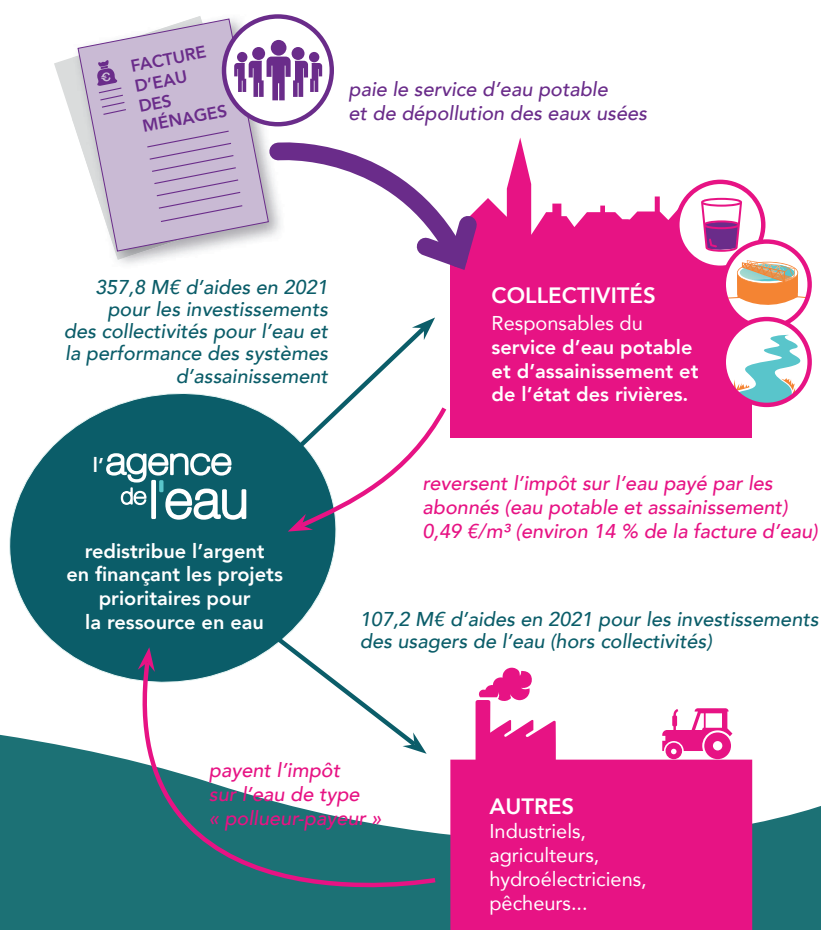 FACTURE
D'EAU
DES
MÉNAGES
€
paie le service d'eau potable
et de dépollution des eaux usées
357,8 M€ d'aides en 2021
pour les investissements
des collectivités pour l'eau et
la performance des systèmes
d'assainissement
COLLECTIVITÉS
Responsables du
service d'eau potable
et d'assainissement et
de l'état des rivières.
l'agence
de l'eau
redistribue l'argent
en finançant les projets
prioritaires pour
la ressource en eau
reversent l'impôt sur l'eau payé par les
abonnés (eau potable et assainissement)
0,49 €/m³ (environ 14 % de la facture d'eau)
107,2 M€ d'aides en 2021 pour les investissements
des usagers de l'eau (hors collectivités)
payent l'impôt
sur l'eau de type
« pollueur-payeur »
AUTRES
Industriels,
agriculteurs,
hydroélectriciens,
pêcheurs...